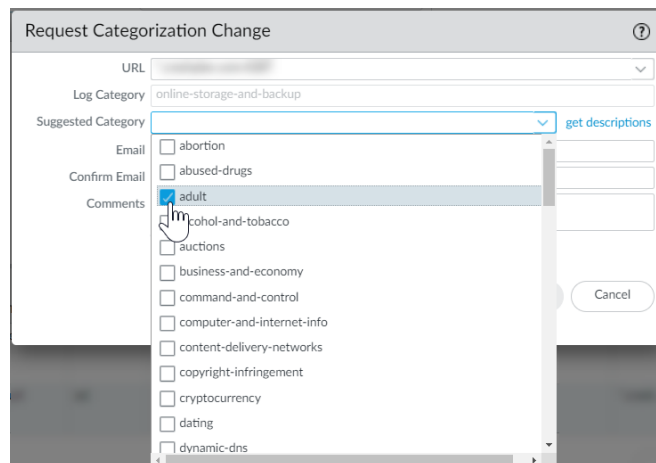 Request Categorization Change
URL
Log Category online-storage-and-backup
Suggested Category get descriptions
Email abortion
abused-drugs
Confirm Email
adult
Comments
cohol-and-tobacco
auctions
business-and-economy
command-and-control Cancel
computer-and-internet-info
content-delivery-networks
copyright-infringement
cryptocurrency
dating
dynamic-dns